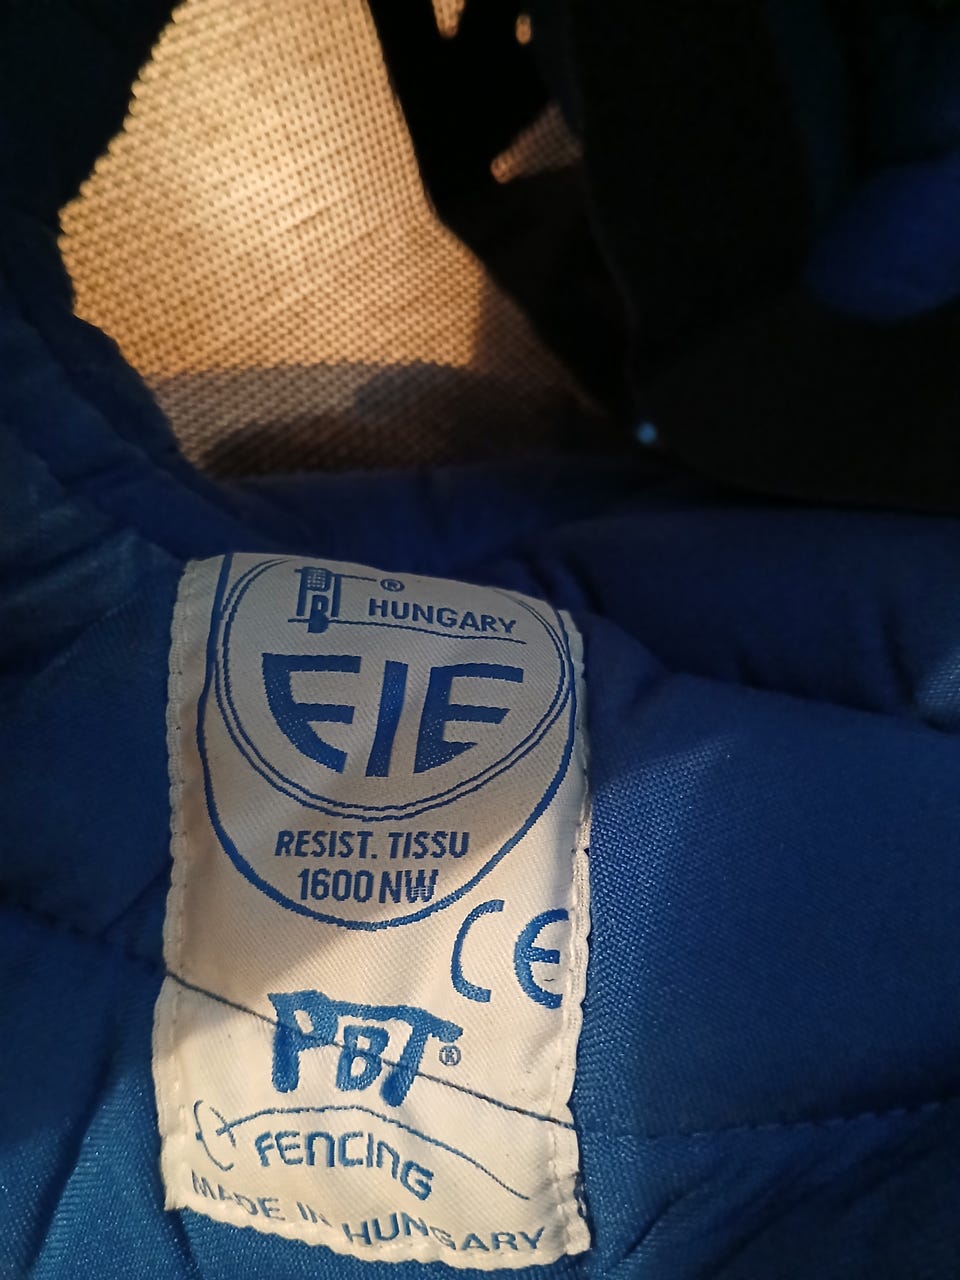 PBT ®
HUNGARY
FIE
RESIST. TISSU
1600 NW
CE
PBT ®
FENCING
MADE IN HUNGARY